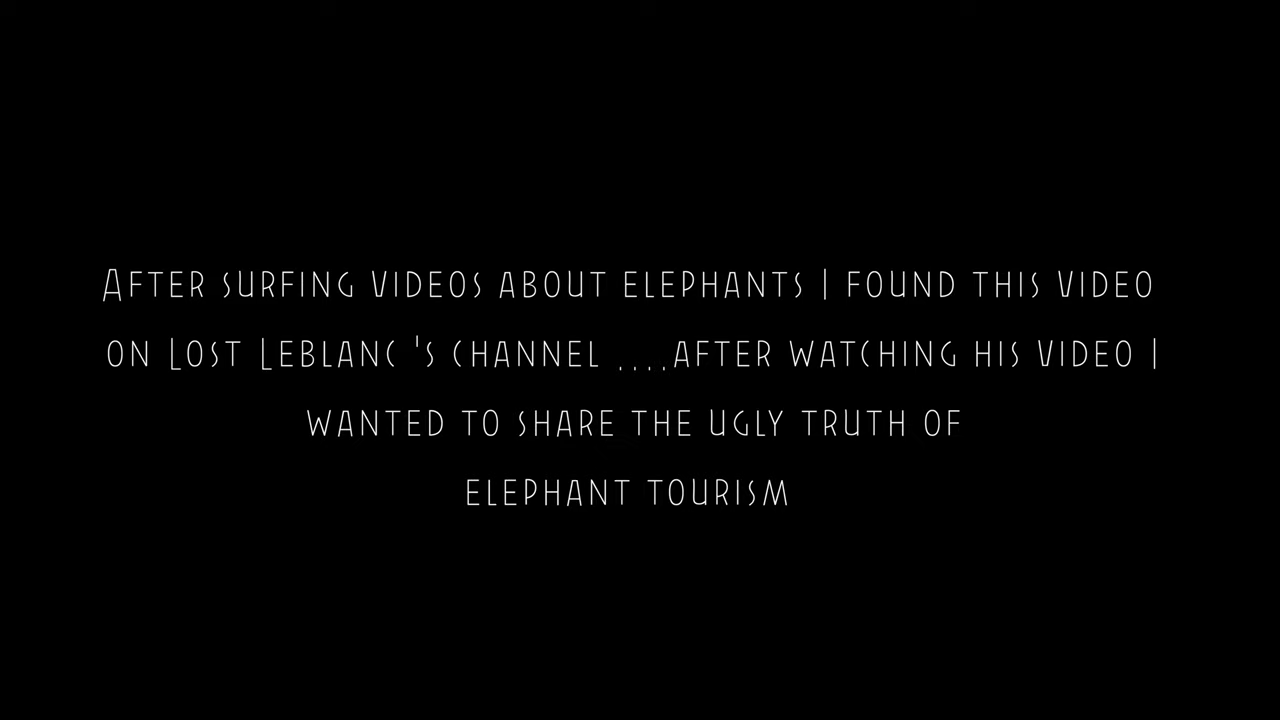 After surfing videos about elephants I found this video
on Lost Leblanc 's channel ....after watching his video I
wanted to share the ugly truth of
elephant tourism